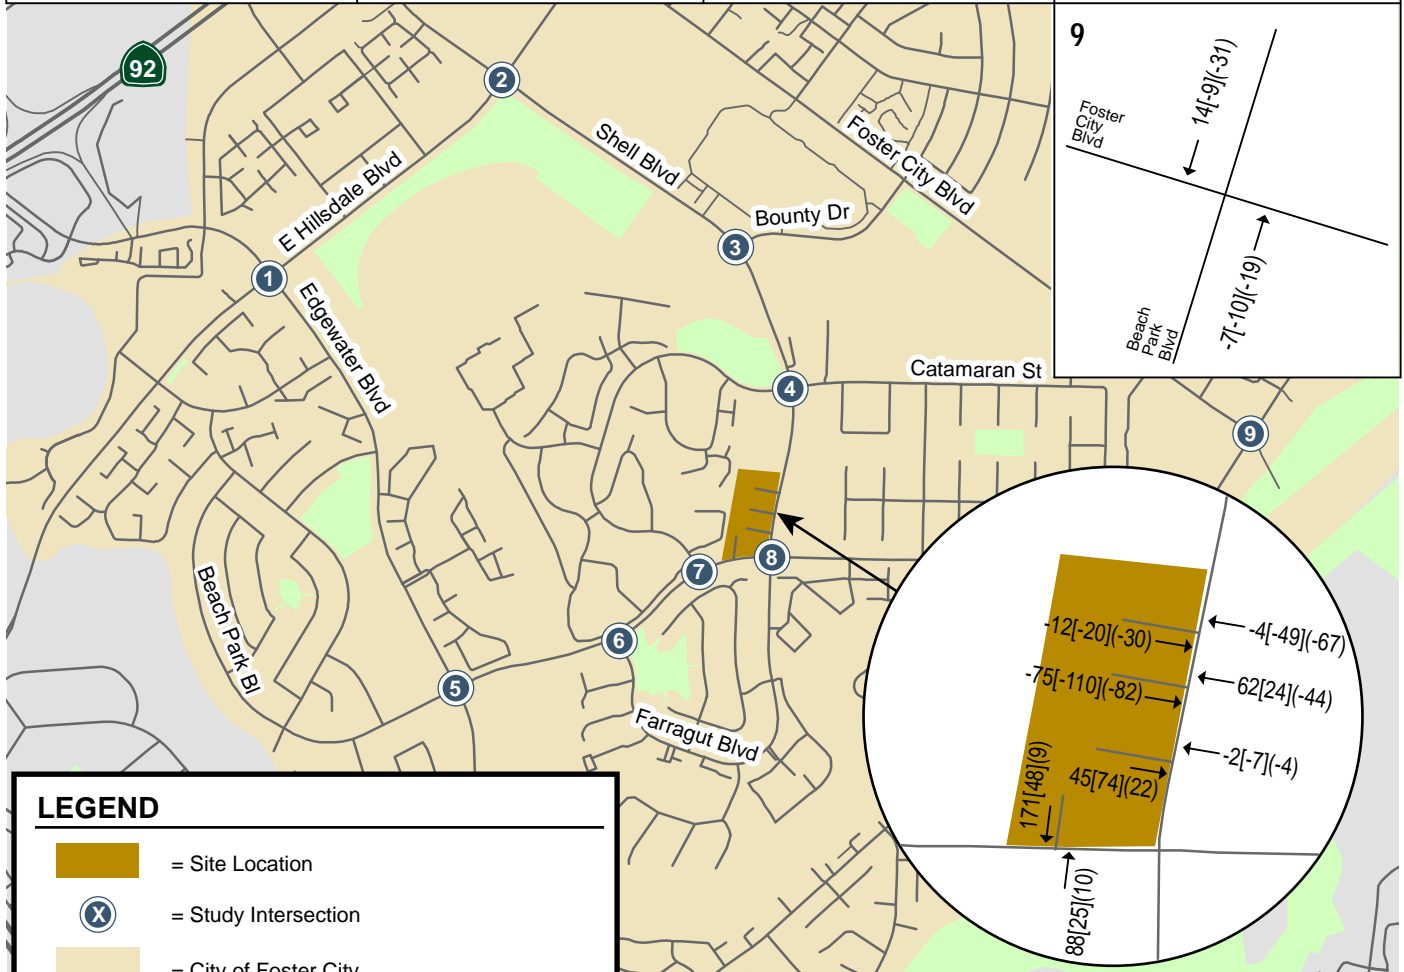 92
2
9
14[-9](-31)
Foster
City
Blvd
-7[-10](-19)
Beach
Park
Blvd
Shell Blvd
Foster City Blvd
E Hillsdale Blvd
Bounty Dr
3
1
Edgewater Blvd
4
Catamaran St
9
8
7
6
5
Beach Park Bl
Farragut Blvd
-12[-20](-30)
-4[-49](-67)
-75[-110](-82)
62[24](-44)
45[74](22)
-2[-7](-4)
171[48](9)
88[25](10)
LEGEND
= Site Location
X
= Study Intersection
= City of Foster City